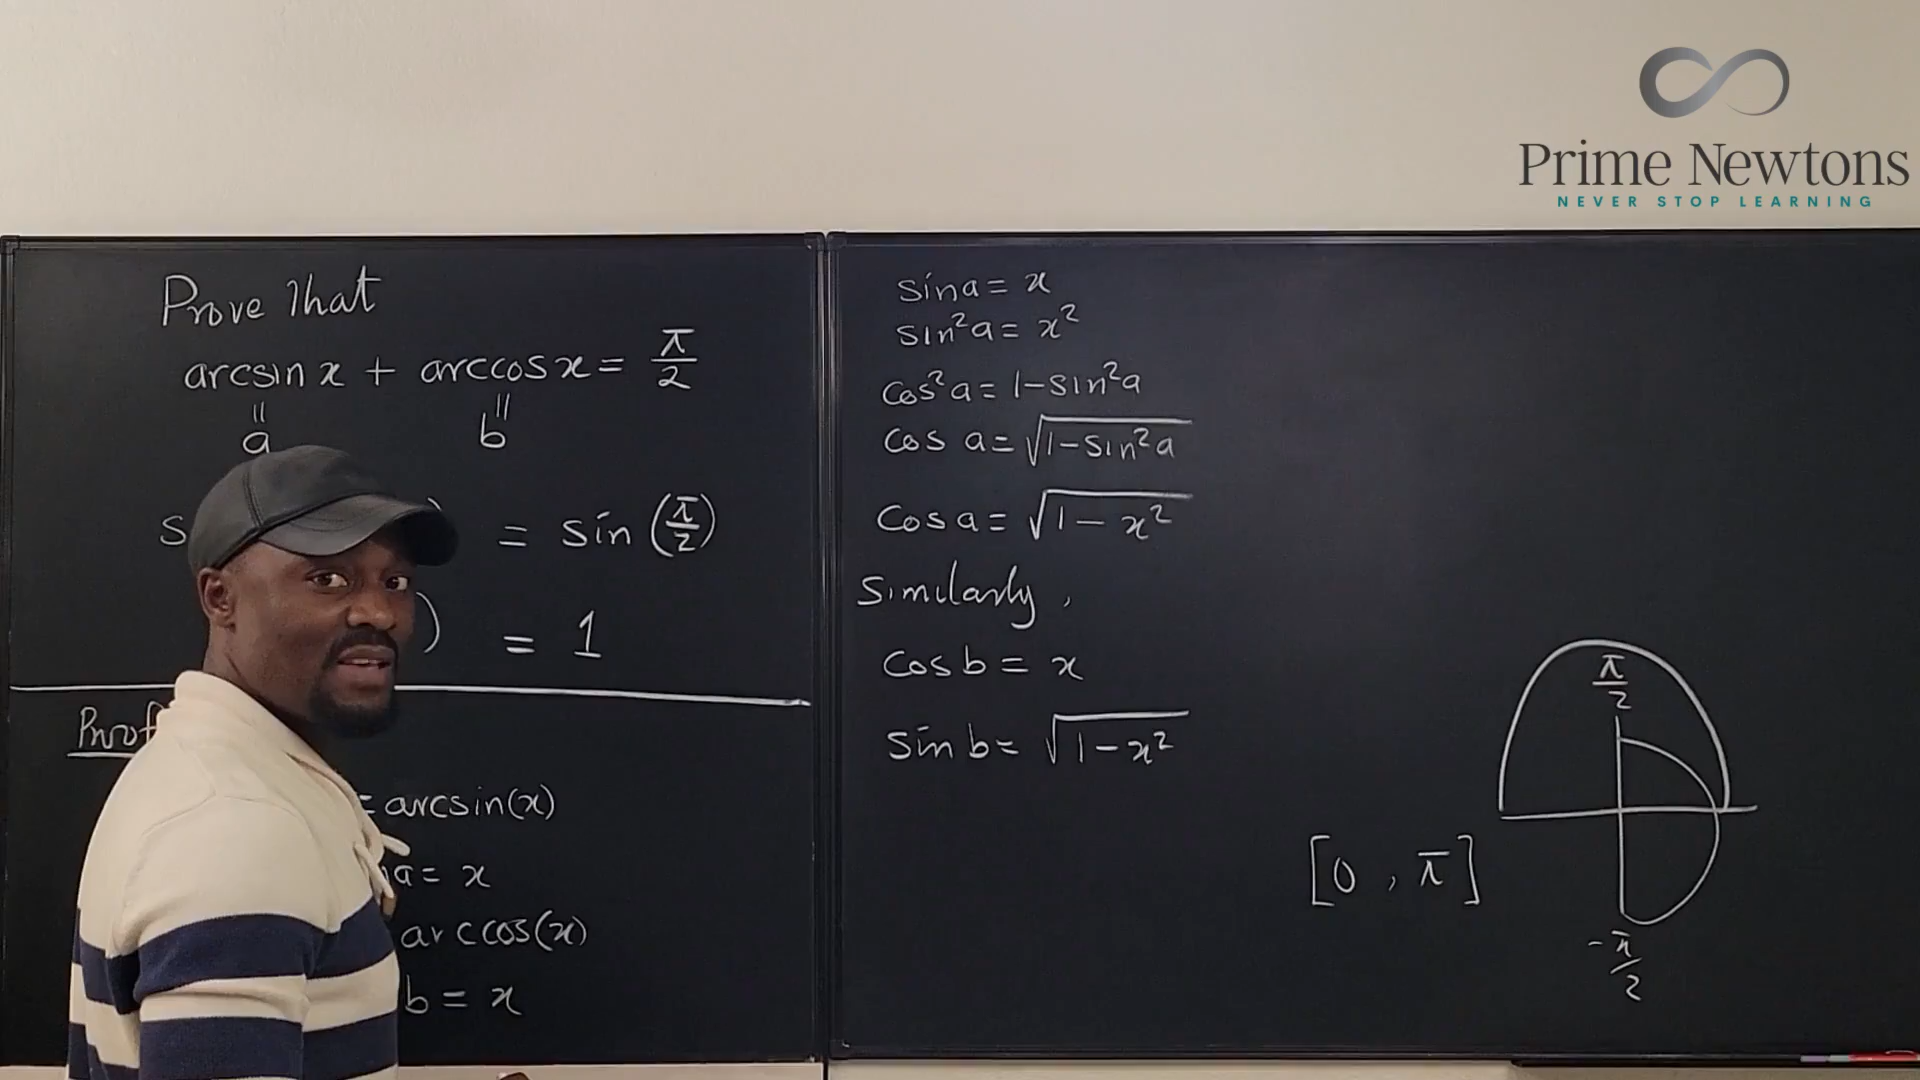 Prime Newtons
NEVER STOP LEARNING
Prove that
arcsin x + arccos x = π/2
॥ ॥
a b
s ) = sin (π/2)
) = 1
Proof
= arcsin(x)
a = x
arccos(x)
b = x
sin a = x
sin²a = x²
cos²a = 1-sin²a
cos a = √(1-sin²a)
cos a = √(1-x²)
Similarly,
cos b = x
sin b = √(1-x²)
π/2
[0, π]
-π/2